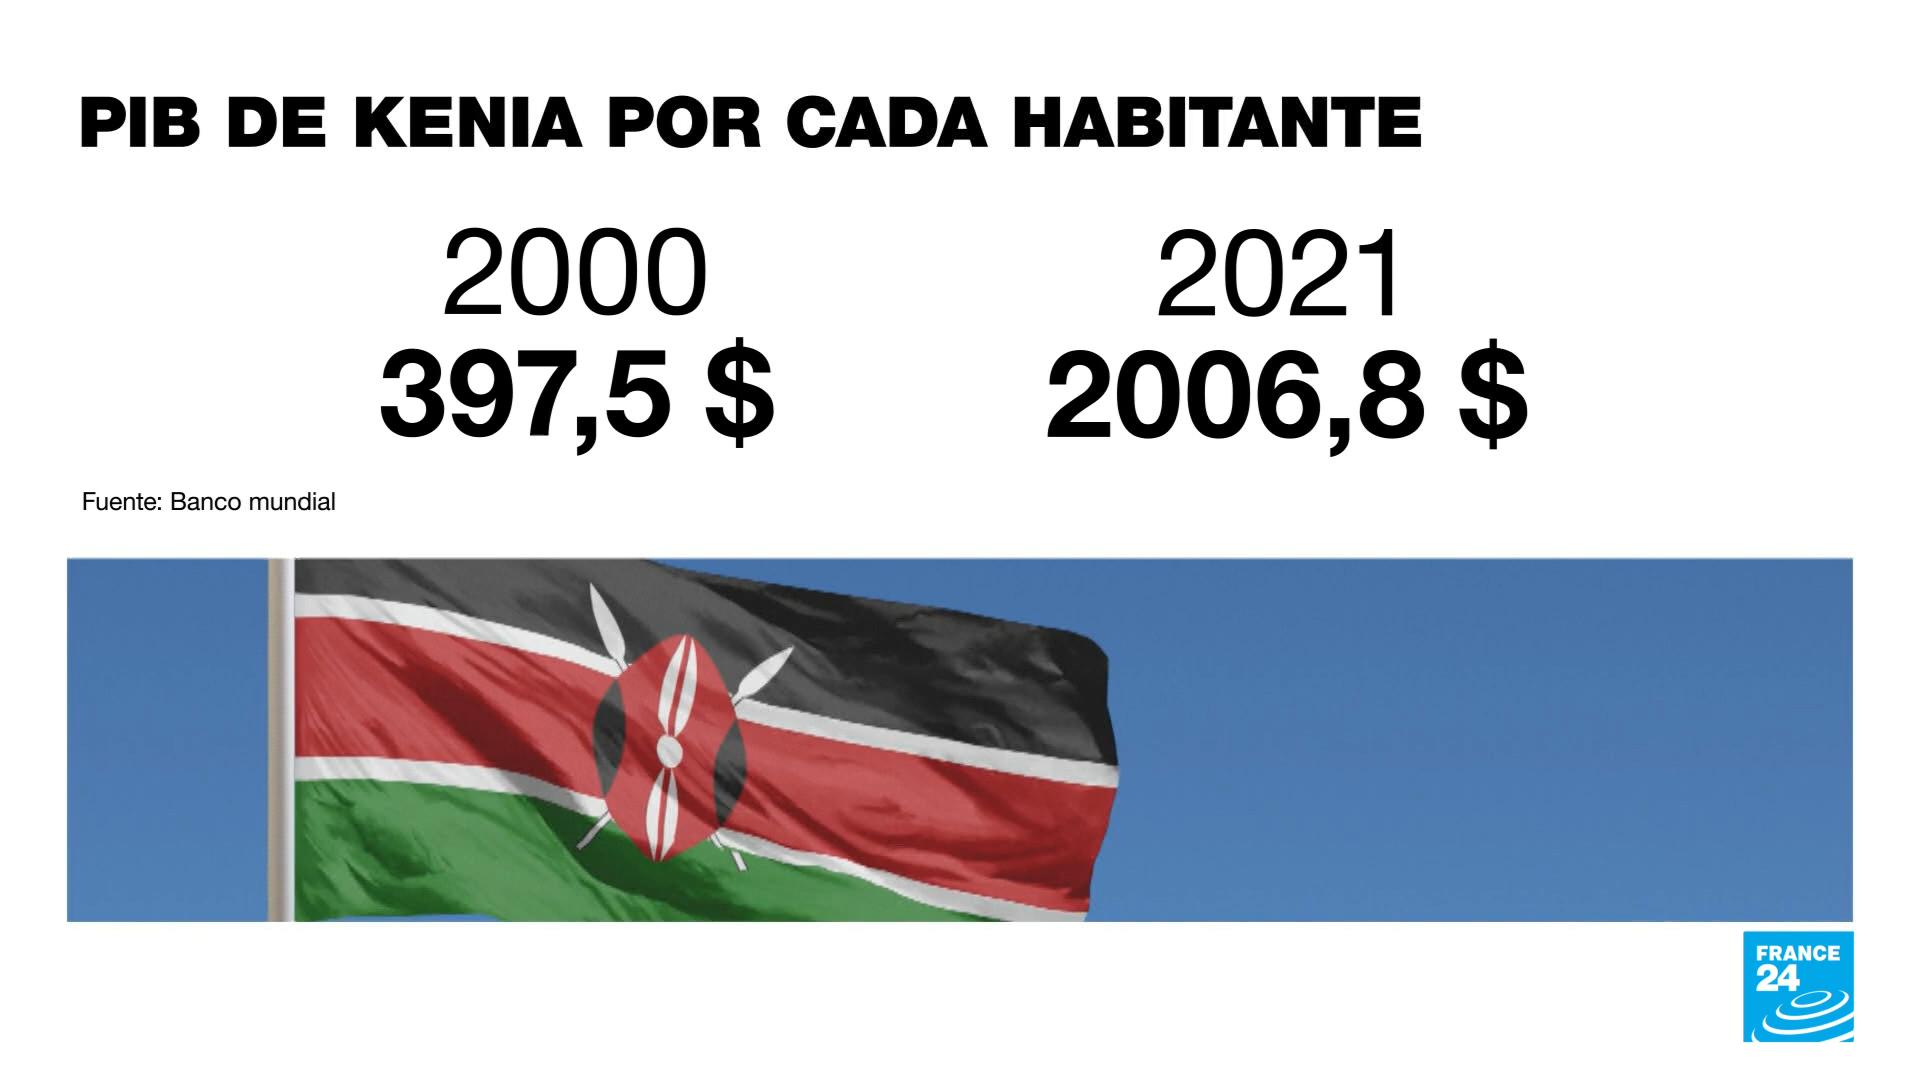 PIB DE KENIA POR CADA HABITANTE
2000
397,5 $
2021
2006,8 $
Fuente: Banco mundial
FRANCE
24